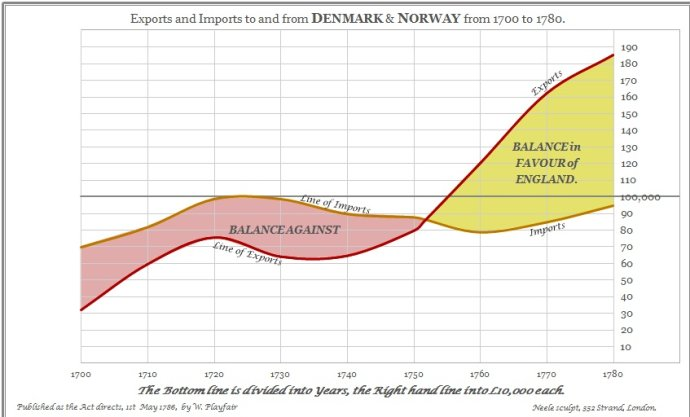 Exports and Imports to and from DENMARK & NORWAY from 1700 to 1780.
190
180
170
160
150
140
130
120
110
100,000
90
80
70
60
50
40
30
20
10
Exports
BALANCE in
FAVOUR of
ENGLAND.
Line of Imports
BALANCE AGAINST
Imports
Line of Exports
1700 1710 1720 1730 1740 1750 1760 1770 1780
The Bottom line is divided into Years, the Right hand line into £10,000 each.
Published as the Act directs, 1st May 1786, by W. Playfair
Neele sculpt, 352 Strand, London.